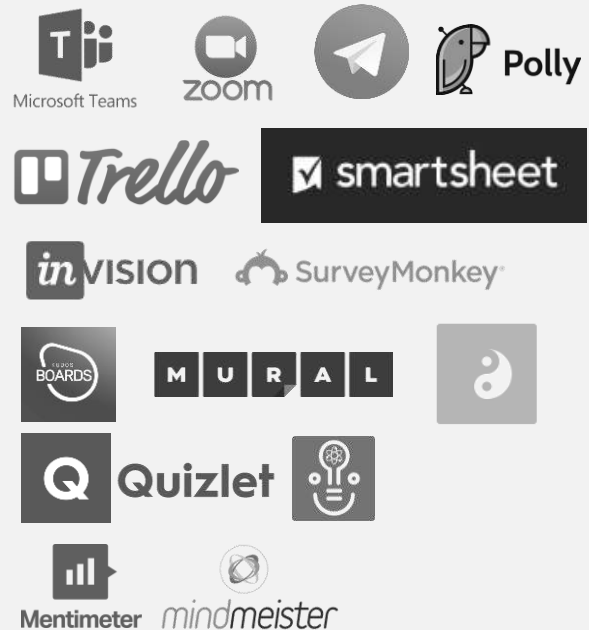 Microsoft Teams
zoom
Polly
Trello
smartsheet
inVISION
SurveyMonkey
BOARDS
MURAL
Q Quizlet
Mentimeter
mindmeister